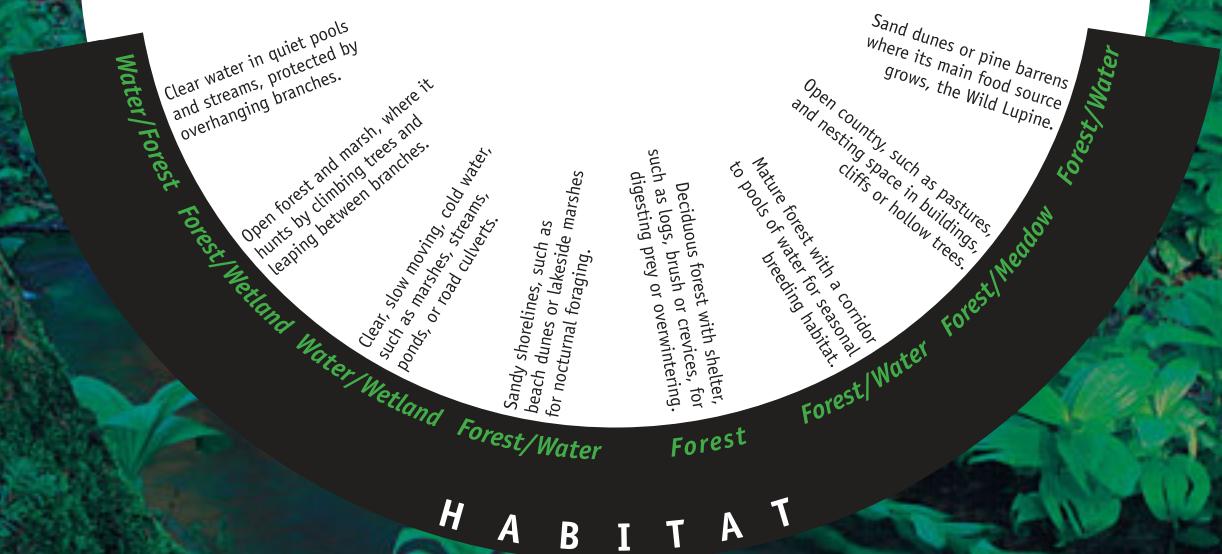 Clear water in quiet pools
and streams, protected by
overhanging branches.
Water/Forest
Open forest and marsh, where it
hunts by climbing trees and
leaping between branches.
Forest/Wetland
Clear, slow moving, cold water,
such as marshes, streams,
ponds, or road culverts.
Water/Wetland
Sandy shorelines, such as
beach dunes or lakeside marshes
for nocturnal foraging.
Forest/Water
Deciduous forest with shelter,
such as logs, brush or crevices, for
digesting prey or overwintering.
Forest
Mature forest with a corridor
to pools of water for seasonal
breeding habitat.
Forest/Water
Open country, such as pastures,
and nesting space in buildings,
cliffs or hollow trees.
Forest/Meadow
Sand dunes or pine barrens
where its main food source
grows, the Wild Lupine.
Forest/Water
HABITAT